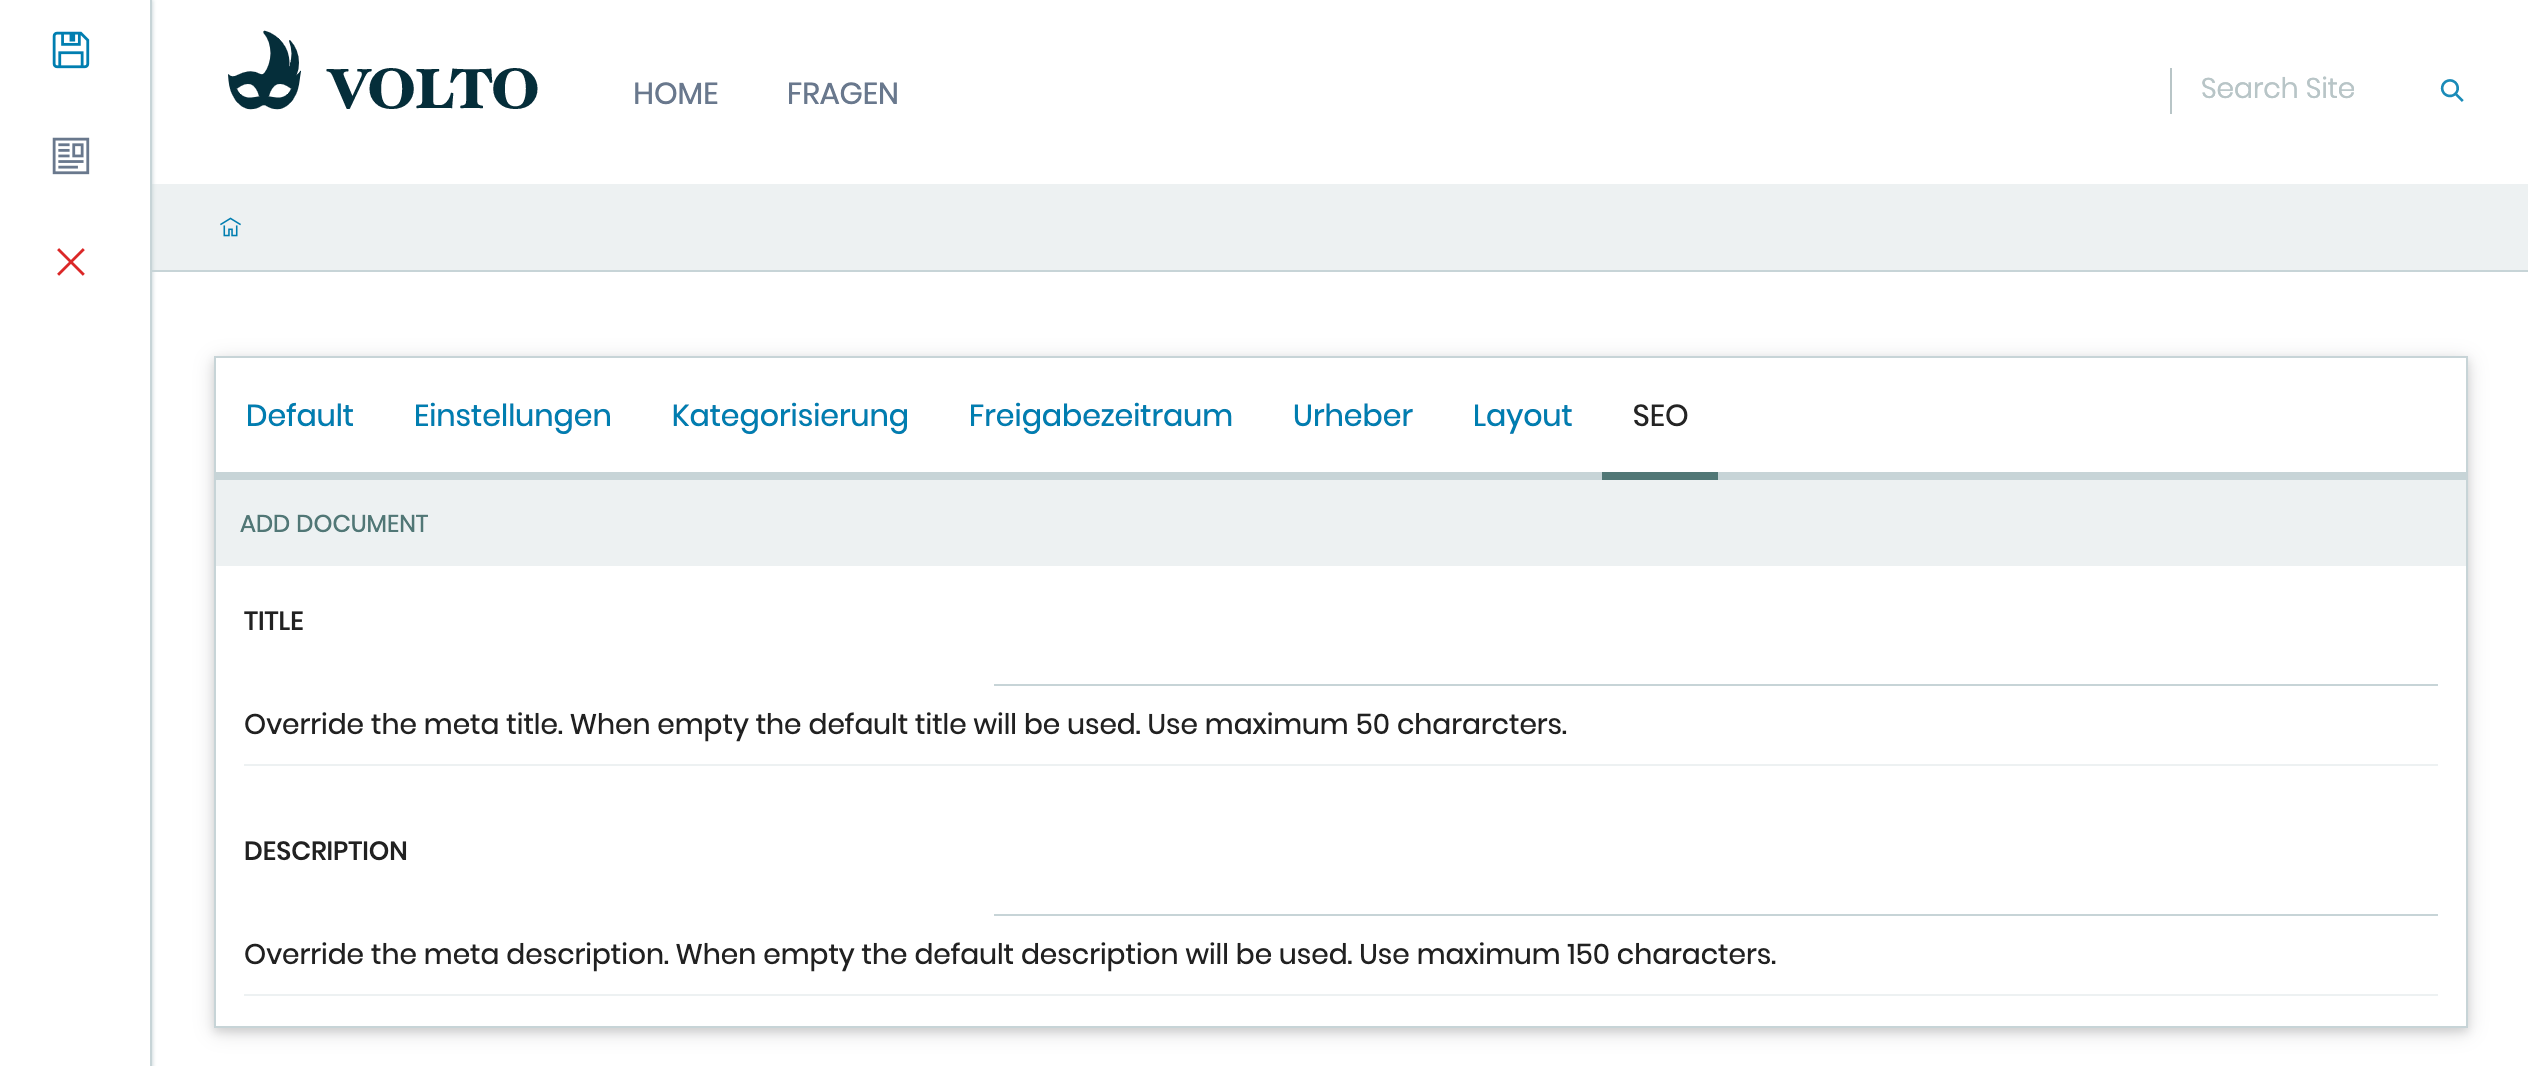 VOLTO
HOME FRAGEN
Search Site
Default Einstellungen Kategorisierung Freigabezeitraum Urheber Layout SEO
ADD DOCUMENT
TITLE
Override the meta title. When empty the default title will be used. Use maximum 50 chararcters.
DESCRIPTION
Override the meta description. When empty the default description will be used. Use maximum 150 characters.